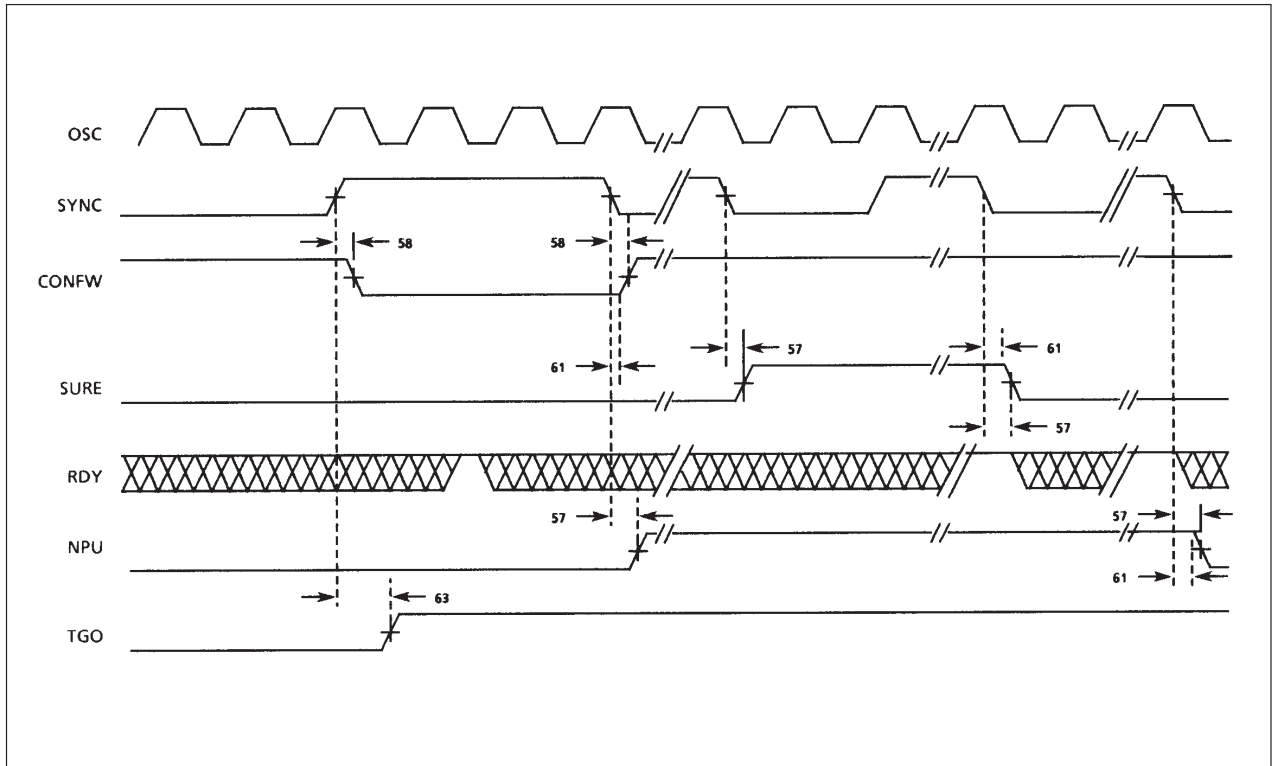 OSC
SYNC
58 58
CONFW
57 61
61
SURE
57
RDY
57 57
NPU
61
63
TGO